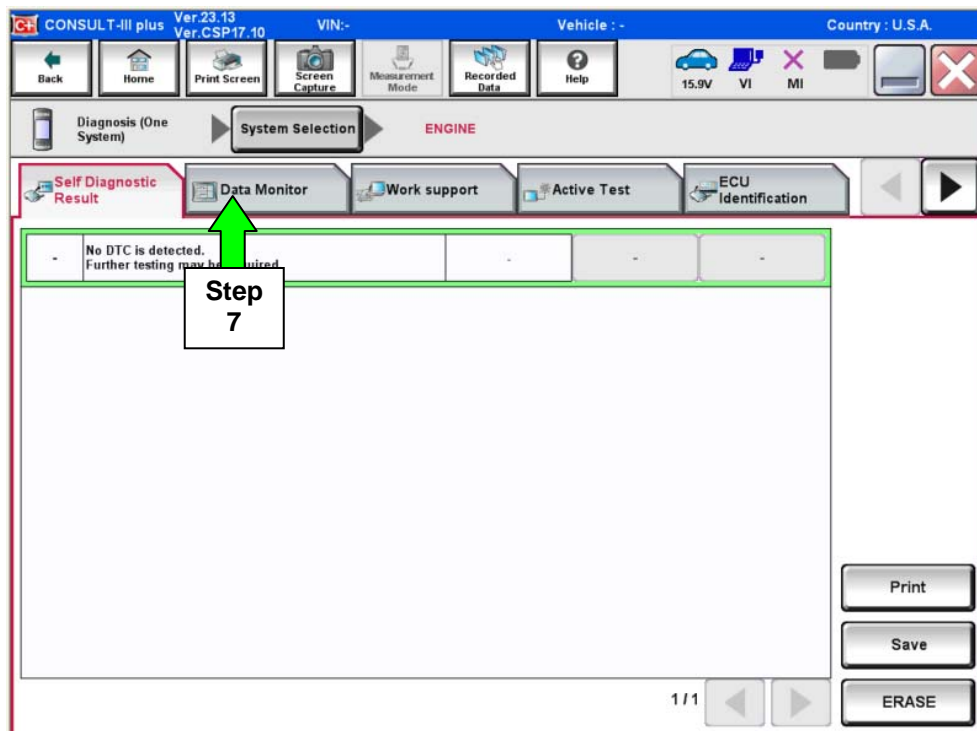 CONSULT-III plus Ver.23.13 VIN:- Vehicle : - Country : U.S.A.
Ver.CSP17.10
Back
Home
Print Screen
Screen
Capture
Measurement
Mode
Recorded
Data
Help
15.9V
VI
MI
Diagnosis (One
System)
System Selection
ENGINE
Self Diagnostic
Result
Data Monitor
Work support
Active Test
ECU
Identification
- No DTC is detected. - - -
Further testing may
Step
7
Print
Save
1/1
ERASE